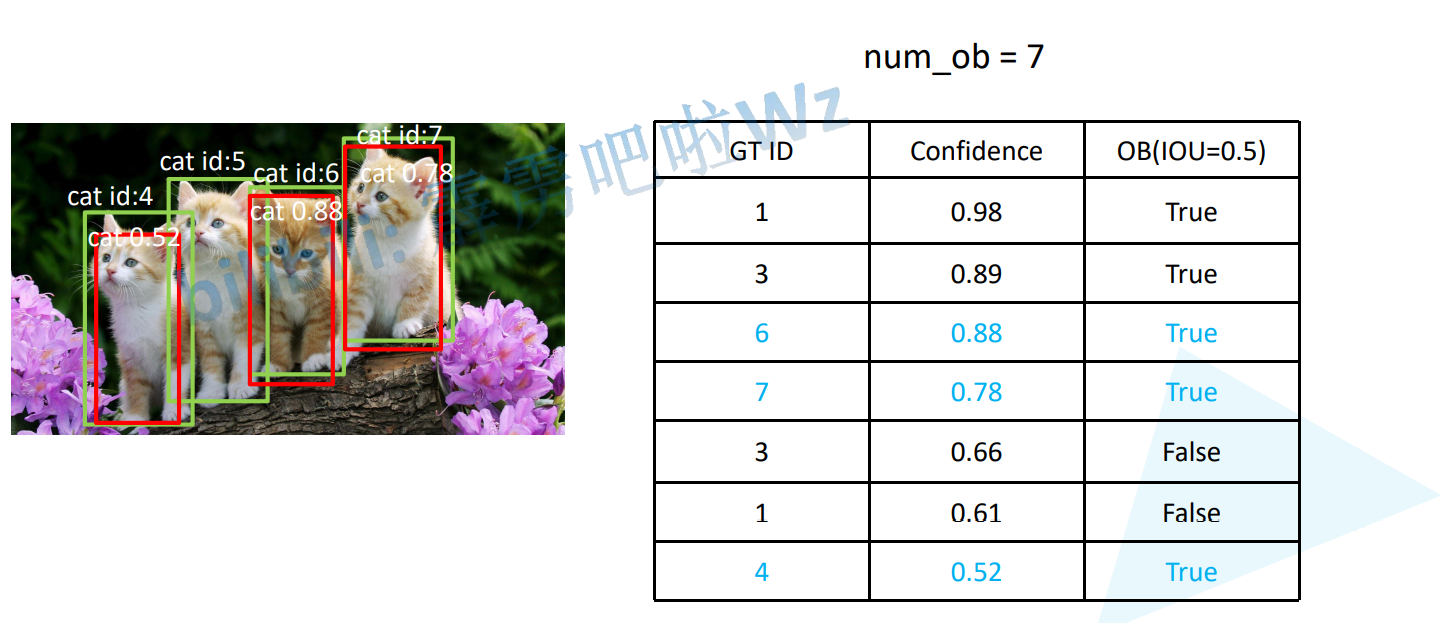 num_ob = 7
cat id:7
cat id:5
cat id:6
cat 0.78
cat id:4
cat 0.88
cat 0.52
bilibili: 霹雳吧啦Wz
GT ID Confidence OB(IOU=0.5)
1 0.98 True
3 0.89 True
6 0.88 True
7 0.78 True
3 0.66 False
1 0.61 False
4 0.52 True